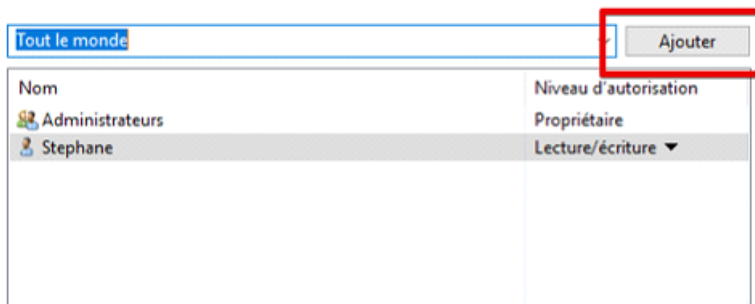 Tout le monde
Ajouter
Nom Niveau d'autorisation
Administrateurs Propriétaire
Stephane Lecture/écriture